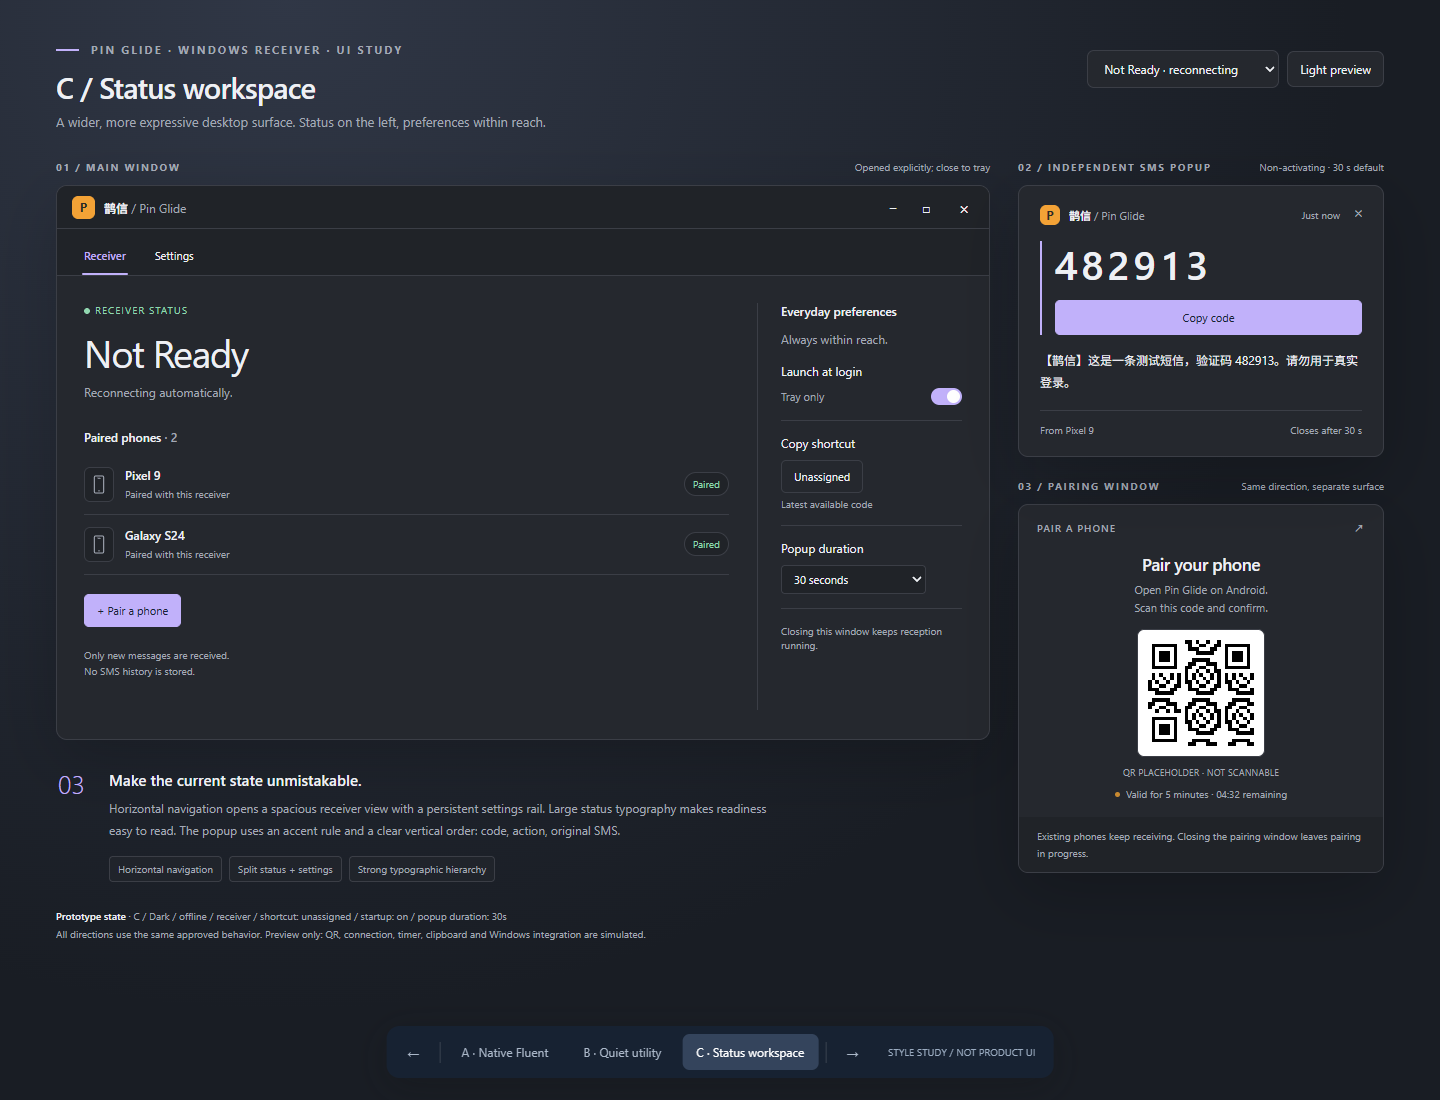 PIN GLIDE · WINDOWS RECEIVER · UI STUDY
C / Status workspace
A wider, more expressive desktop surface. Status on the left, preferences within reach.
Not Ready · reconnecting
Light preview
01 / MAIN WINDOW
Opened explicitly; close to tray
P
鹊信 / Pin Glide
Receiver
Settings
RECEIVER STATUS
Not Ready
Reconnecting automatically.
Paired phones · 2
Pixel 9
Paired with this receiver
Paired
Galaxy S24
Paired with this receiver
Paired
+ Pair a phone
Only new messages are received.
No SMS history is stored.
Everyday preferences
Always within reach.
Launch at login
Tray only
Copy shortcut
Unassigned
Latest available code
Popup duration
30 seconds
Closing this window keeps reception
running.
02 / INDEPENDENT SMS POPUP
Non-activating · 30 s default
P
鹊信 / Pin Glide
Just now
482913
Copy code
【鹊信】这是一条测试短信，验证码 482913。请勿用于真实
登录。
From Pixel 9
Closes after 30 s
03 / PAIRING WINDOW
Same direction, separate surface
PAIR A PHONE
Pair your phone
Open Pin Glide on Android.
Scan this code and confirm.
QR PLACEHOLDER · NOT SCANNABLE
Valid for 5 minutes · 04:32 remaining
Existing phones keep receiving. Closing the pairing window leaves pairing
in progress.
03
Make the current state unmistakable.
Horizontal navigation opens a spacious receiver view with a persistent settings rail. Large status typography makes readiness
easy to read. The popup uses an accent rule and a clear vertical order: code, action, original SMS.
Horizontal navigation
Split status + settings
Strong typographic hierarchy
Prototype state · C / Dark / offline / receiver / shortcut: unassigned / startup: on / popup duration: 30s
All directions use the same approved behavior. Preview only: QR, connection, timer, clipboard and Windows integration are simulated.
← A · Native Fluent
B · Quiet utility
C · Status workspace
→ STYLE STUDY / NOT PRODUCT UI